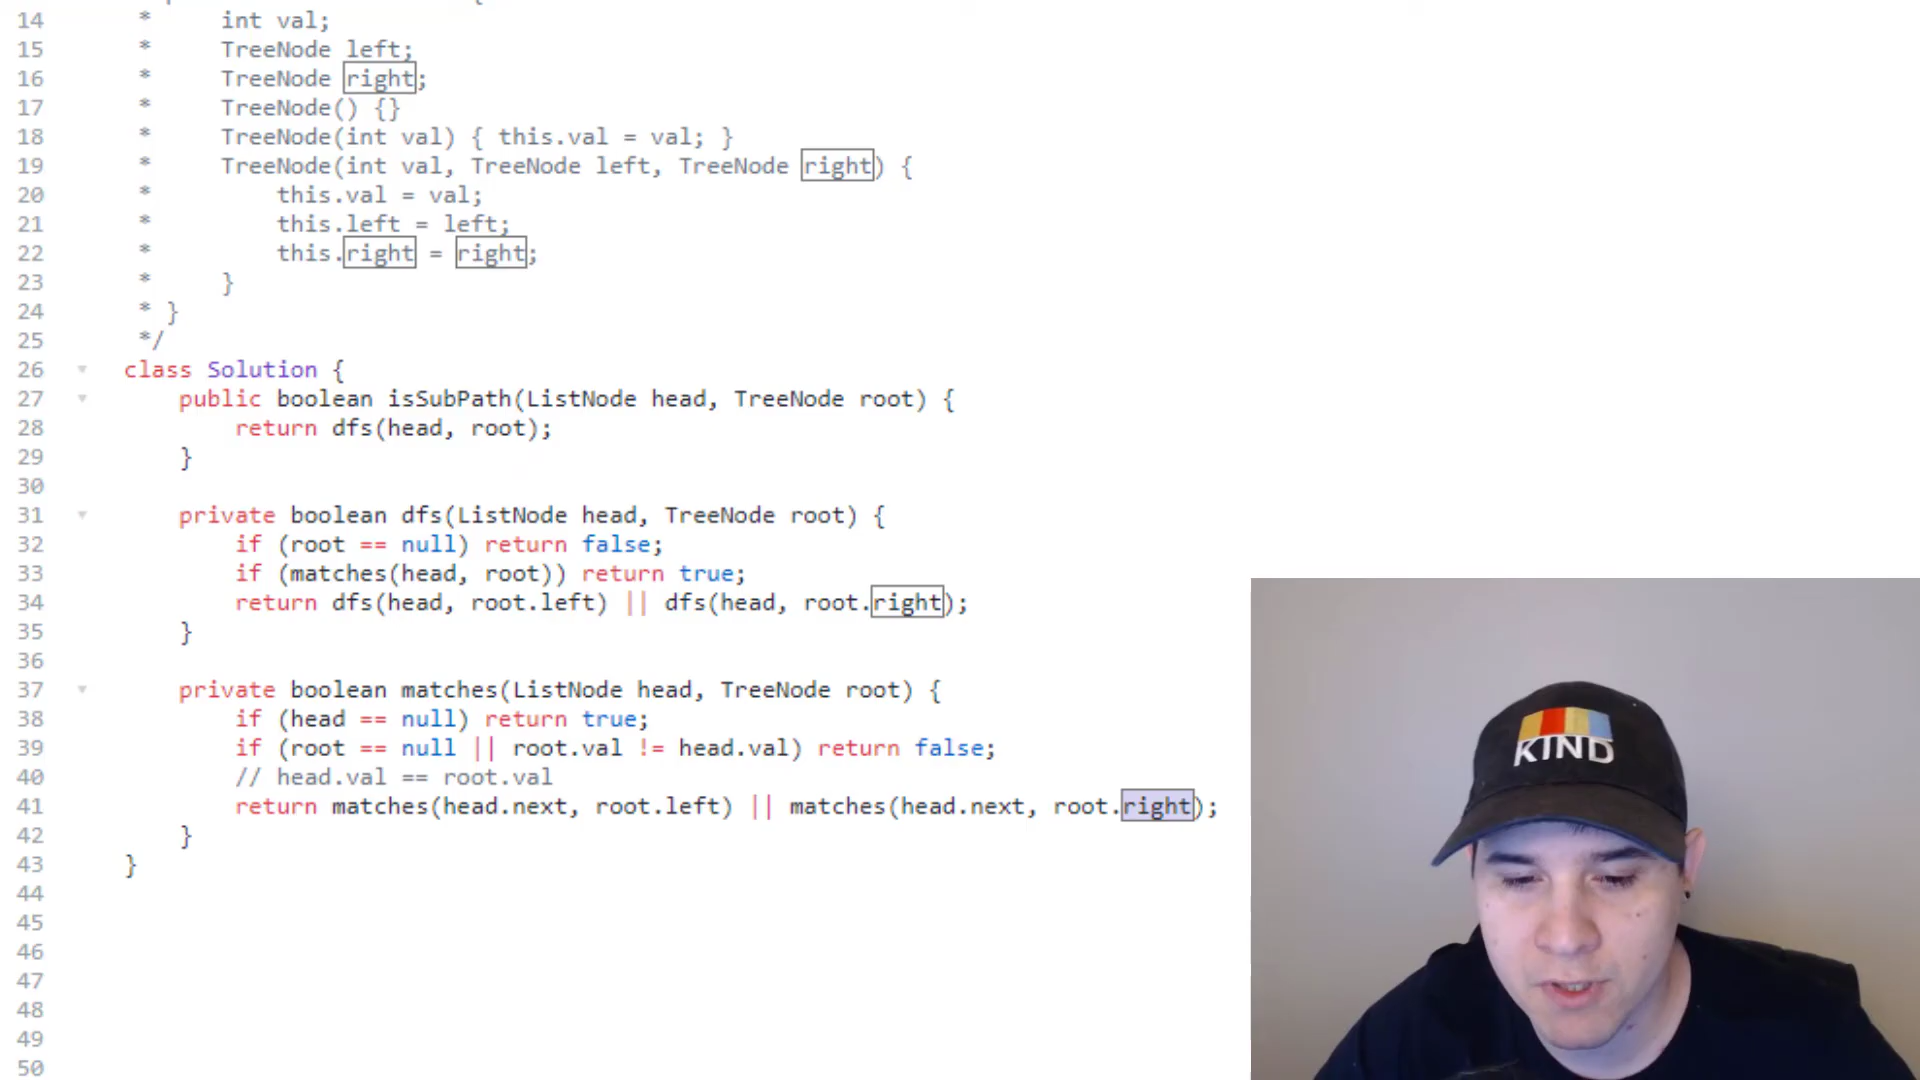 14 * int val;
15 * TreeNode left;
16 * TreeNode right;
17 * TreeNode() {}
18 * TreeNode(int val) { this.val = val; }
19 * TreeNode(int val, TreeNode left, TreeNode right) {
20 * this.val = val;
21 * this.left = left;
22 * this.right = right;
23 * }
24 * }
25 */
26 class Solution {
27 public boolean isSubPath(ListNode head, TreeNode root) {
28 return dfs(head, root);
29 }
30
31 private boolean dfs(ListNode head, TreeNode root) {
32 if (root == null) return false;
33 if (matches(head, root)) return true;
34 return dfs(head, root.left) || dfs(head, root.right);
35 }
36
37 private boolean matches(ListNode head, TreeNode root) {
38 if (head == null) return true;
39 if (root == null || root.val != head.val) return false;
40 // head.val == root.val
41 return matches(head.next, root.left) || matches(head.next, root.right);
42 }
43 }
44
45
46
47
48
49
50
KIND